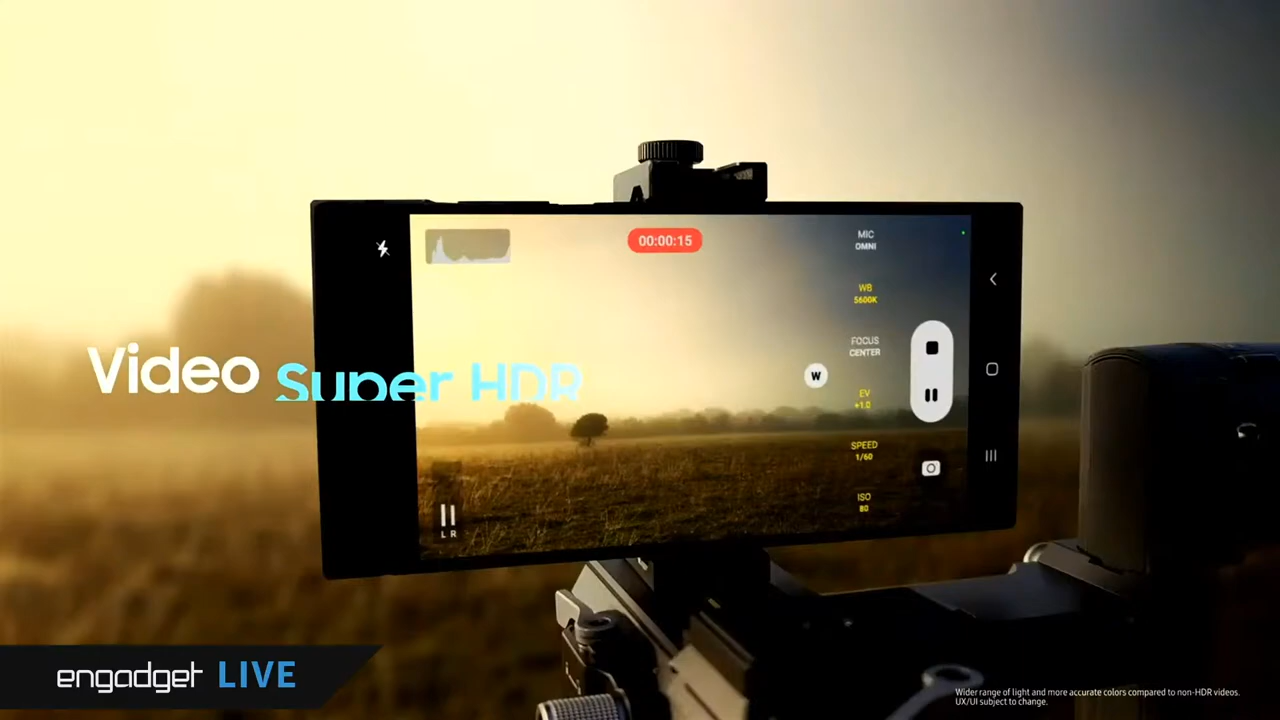 00:00:15
MIC
OMNI
WB
5600K
FOCUS
CENTER
W
EV
+1.0
SPEED
1/60
ISO
80
Video Super HDR
L R
engadget LIVE
Wider range of light and more accurate colors compared to non-HDR videos.
UX/UI subject to change.